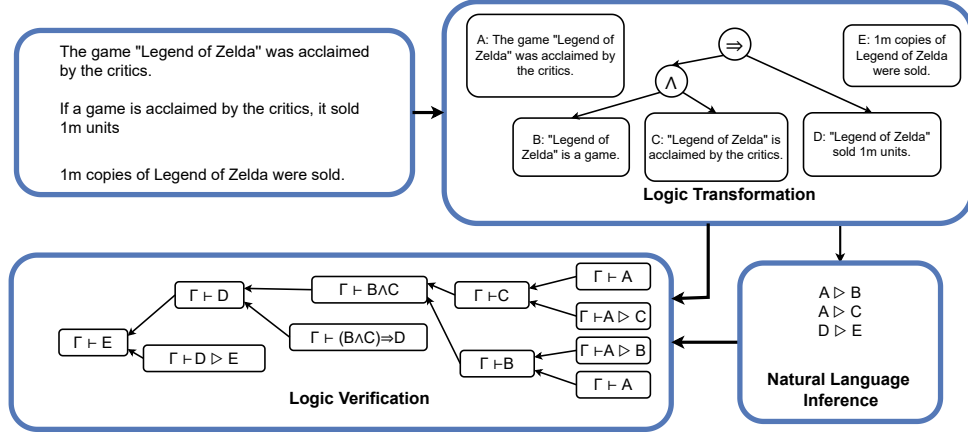 The game "Legend of Zelda" was acclaimed
by the critics.
If a game is acclaimed by the critics, it sold
1m units
1m copies of Legend of Zelda were sold.
A: The game "Legend of
Zelda" was acclaimed
by the critics.
⇒
∧
E: 1m copies of
Legend of Zelda
were sold.
B: "Legend of
Zelda" is a game.
C: "Legend of Zelda" is
acclaimed by the critics.
D: "Legend of Zelda"
sold 1m units.
Logic Transformation
Γ ⊢ E
Γ ⊢ D
Γ ⊢ D ▷ E
Γ ⊢ B∧C
Γ ⊢ (B∧C)⇒D
Γ ⊢C
Γ ⊢B
Γ ⊢ A
Γ ⊢A ▷ C
Γ ⊢A ▷ B
Γ ⊢ A
Logic Verification
A ▷ B
A ▷ C
D ▷ E
Natural Language
Inference